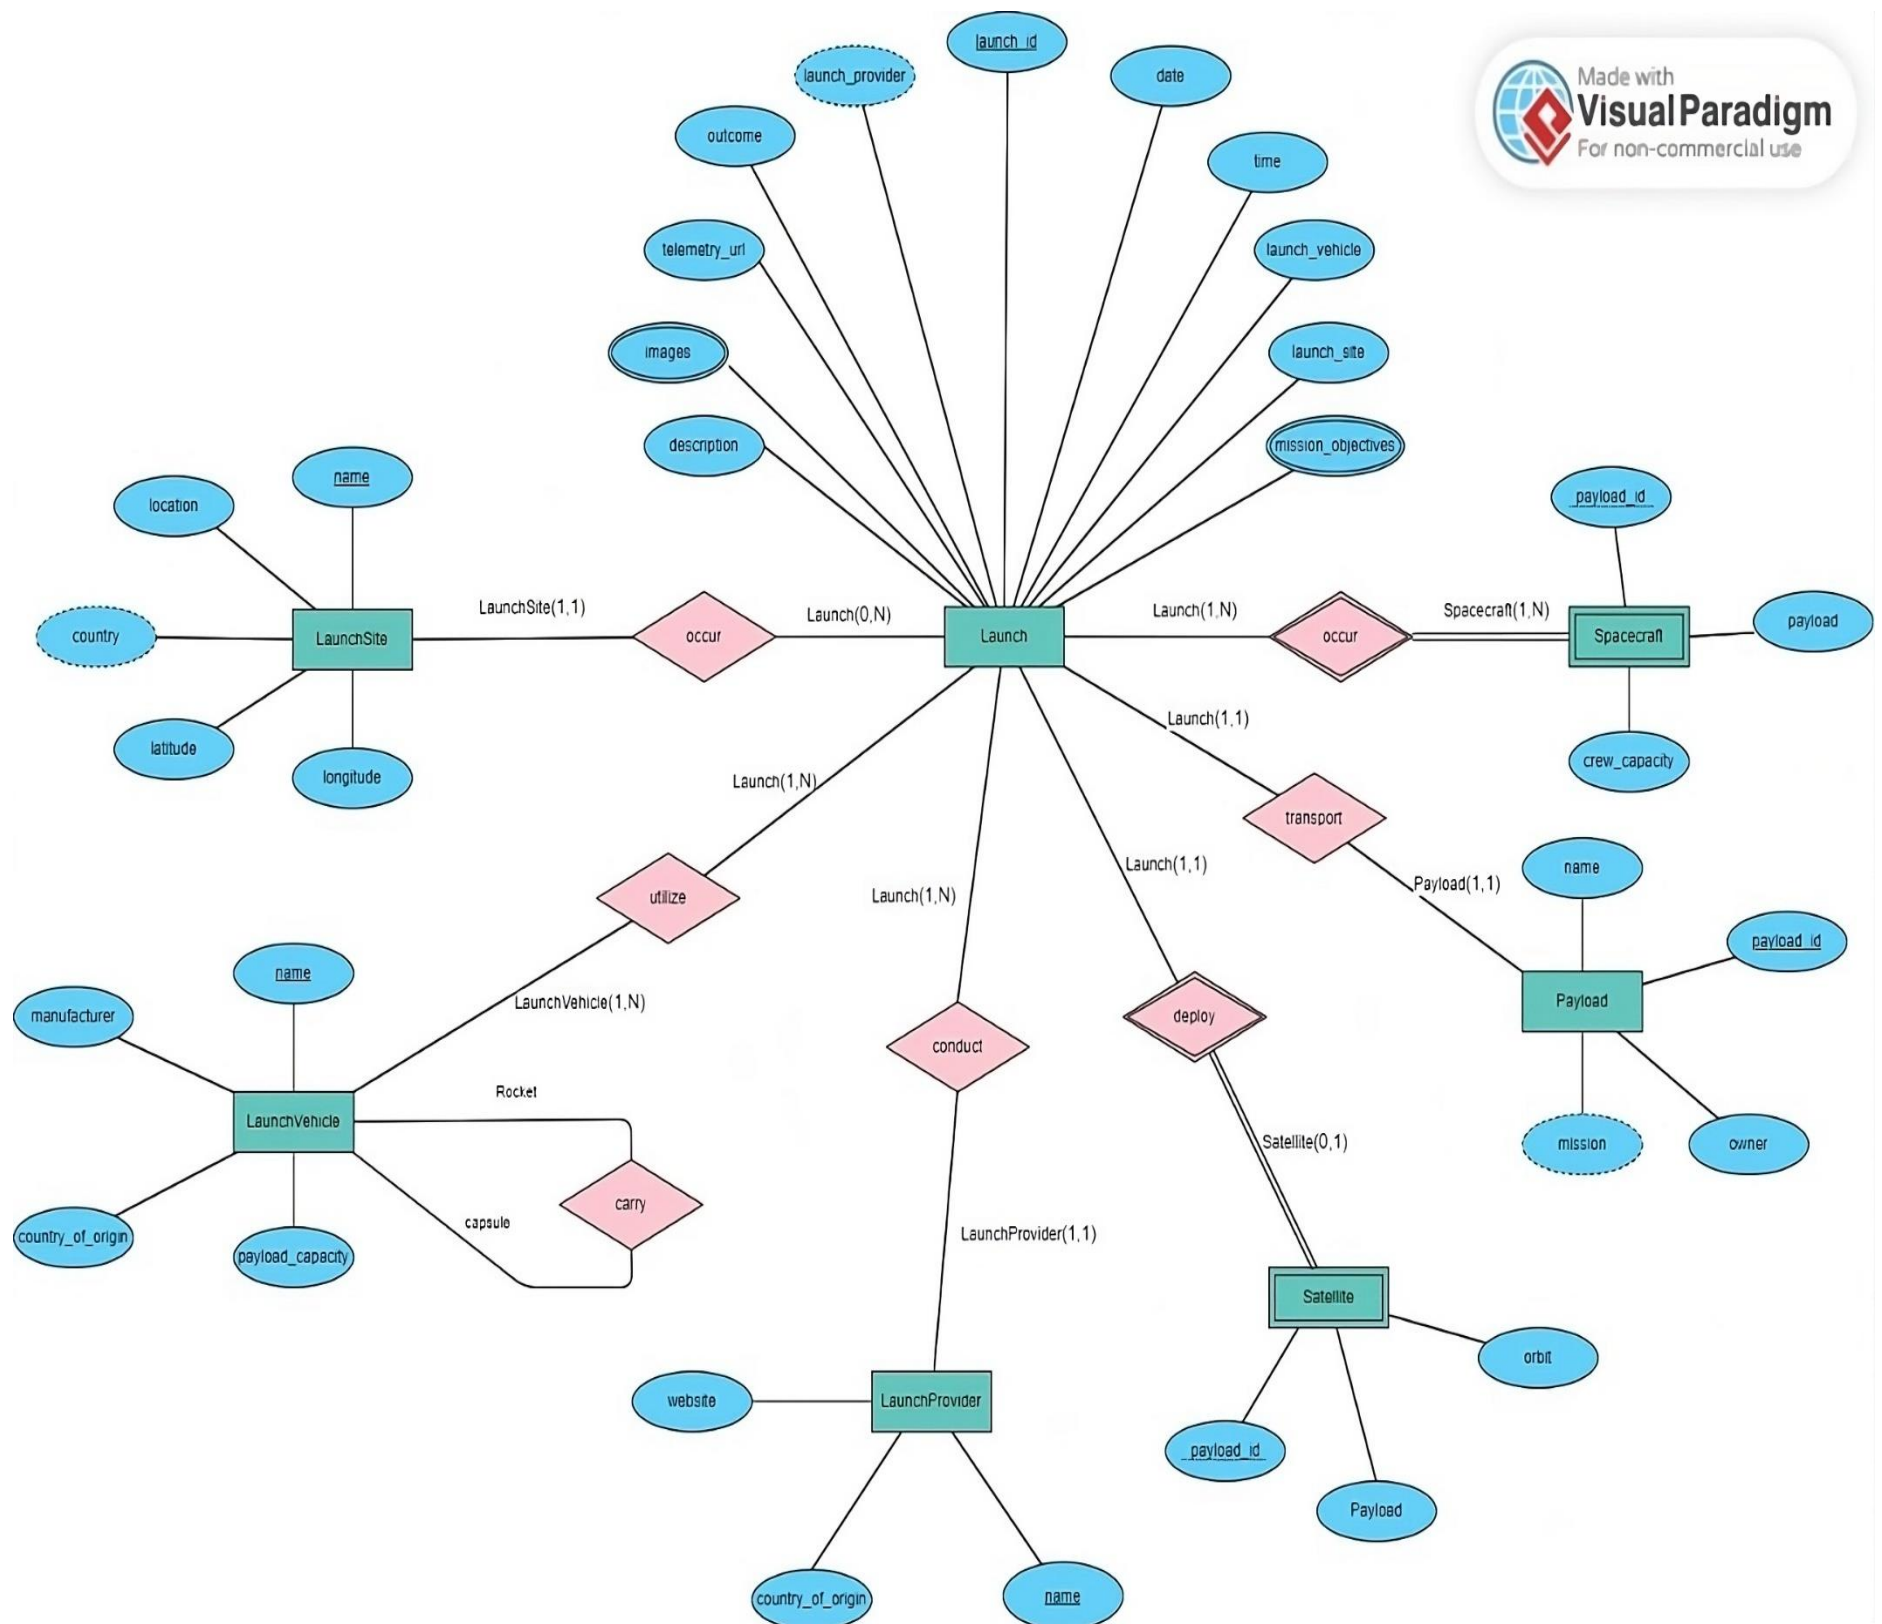 launch_id
launch_provider
date
Made with
Visual Paradigm
For non-commercial use
outcome
time
telemetry_url
launch_vehicle
images
launch_site
description
mission_objectives
name
location
payload_id
LaunchSite(1,1)
Launch(0,N)
Launch(1,N)
Spacecraft(1,N)
payload
country
LaunchSite
occur
Launch
occur
Spacecraft
latitude
longitude
crew_capacity
Launch(1,1)
Launch(1,N)
transport
Launch(1,1)
name
Payload(1,1)
utilize
Launch(1,N)
payload_id
name
manufacturer
LaunchVehicle(1,N)
Payload
deploy
conduct
Rocket
LaunchVehicle
Satellite(0,1)
mission
owner
carry
capsule
country_of_origin
payload_capacity
LaunchProvider(1,1)
Satellite
orbit
website
LaunchProvider
payload_id
Payload
country_of_origin
name